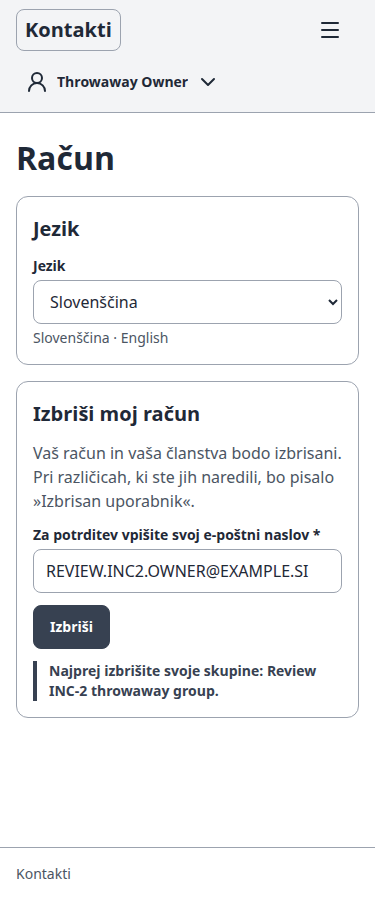 Kontakti
Throwaway Owner
Račun
Jezik
Jezik
Slovenščina
Slovenščina · English
Izbriši moj račun
Vaš račun in vaša članstva bodo izbrisani.
Pri različicah, ki ste jih naredili, bo pisalo
»Izbrisan uporabnik«.
Za potrditev vpišite svoj e-poštni naslov *
REVIEW.INC2.OWNER@EXAMPLE.SI
Izbriši
Najprej izbrišite svoje skupine: Review
INC-2 throwaway group.
Kontakti